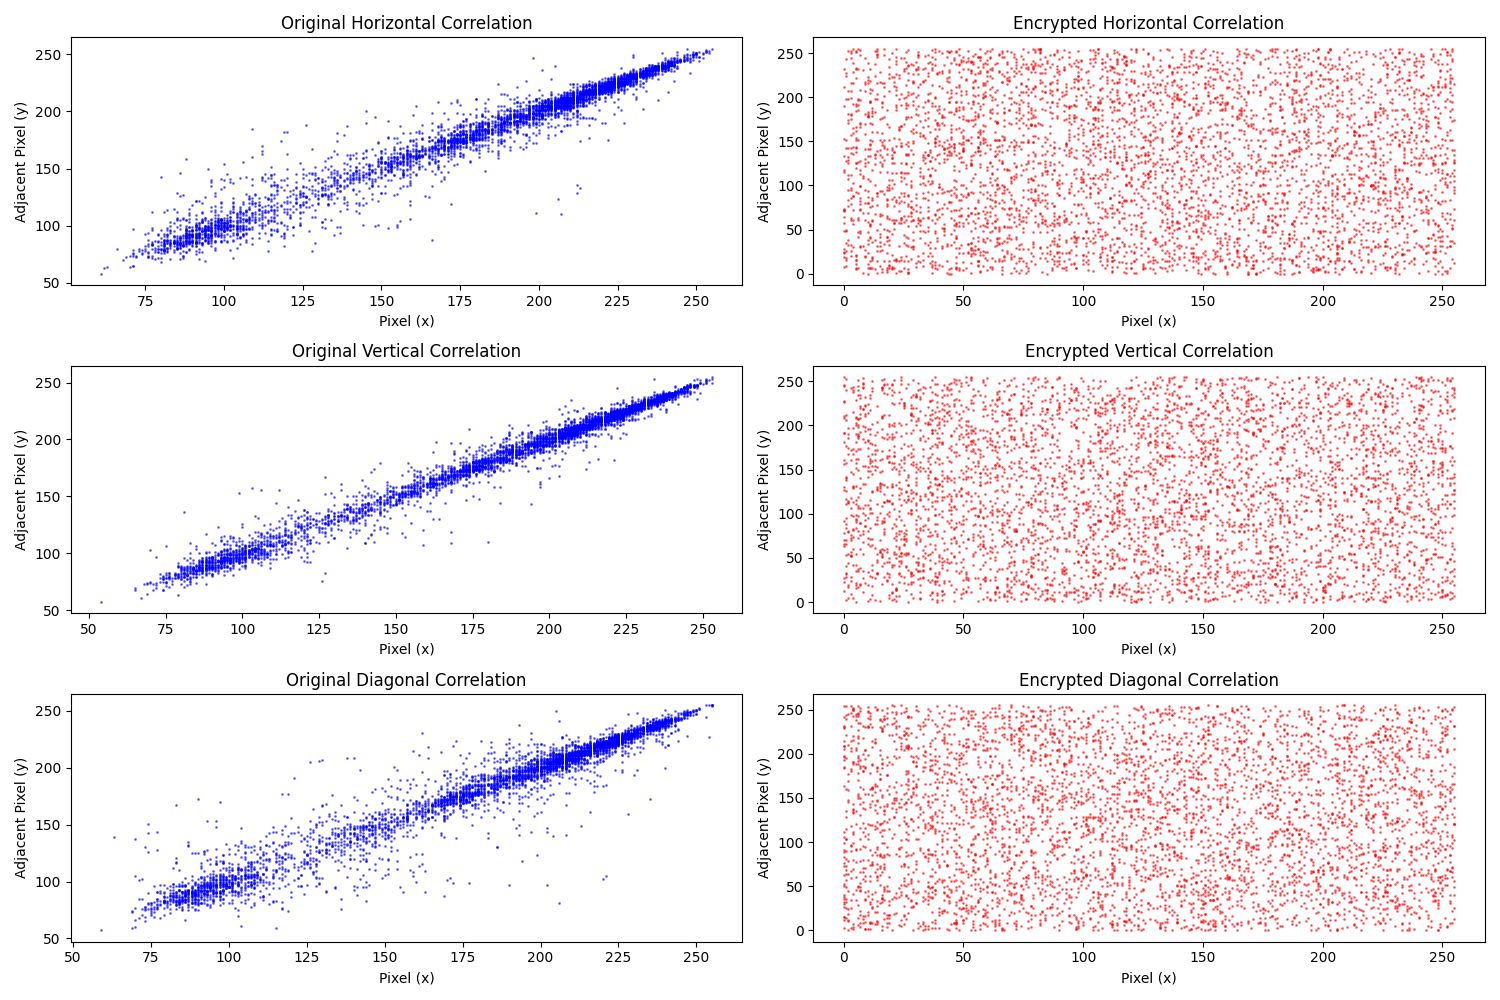 Original Horizontal Correlation
Adjacent Pixel (y)
250
200
150
100
50
75 100 125 150 175 200 225 250
Pixel (x)
Encrypted Horizontal Correlation
Adjacent Pixel (y)
250
200
150
100
50
0
0 50 100 150 200 250
Pixel (x)
Original Vertical Correlation
Adjacent Pixel (y)
250
200
150
100
50
50 75 100 125 150 175 200 225 250
Pixel (x)
Encrypted Vertical Correlation
Adjacent Pixel (y)
250
200
150
100
50
0
0 50 100 150 200 250
Pixel (x)
Original Diagonal Correlation
Adjacent Pixel (y)
250
200
150
100
50
50 75 100 125 150 175 200 225 250
Pixel (x)
Encrypted Diagonal Correlation
Adjacent Pixel (y)
250
200
150
100
50
0
0 50 100 150 200 250
Pixel (x)